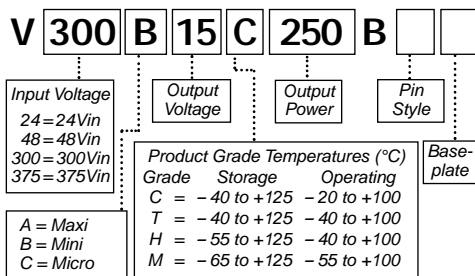 V 300 B 15 C 250 B
Input Voltage
24 = 24Vin
48 = 48Vin
300 = 300Vin
375 = 375Vin
Output
Voltage
Output
Power
Pin
Style
Base-
plate
A = Maxi
B = Mini
C = Micro
Product Grade Temperatures (°C)
Grade Storage Operating
C = – 40 to +125 – 20 to +100
T = – 40 to +125 – 40 to +100
H = – 55 to +125 – 40 to +100
M = – 65 to +125 – 55 to +100